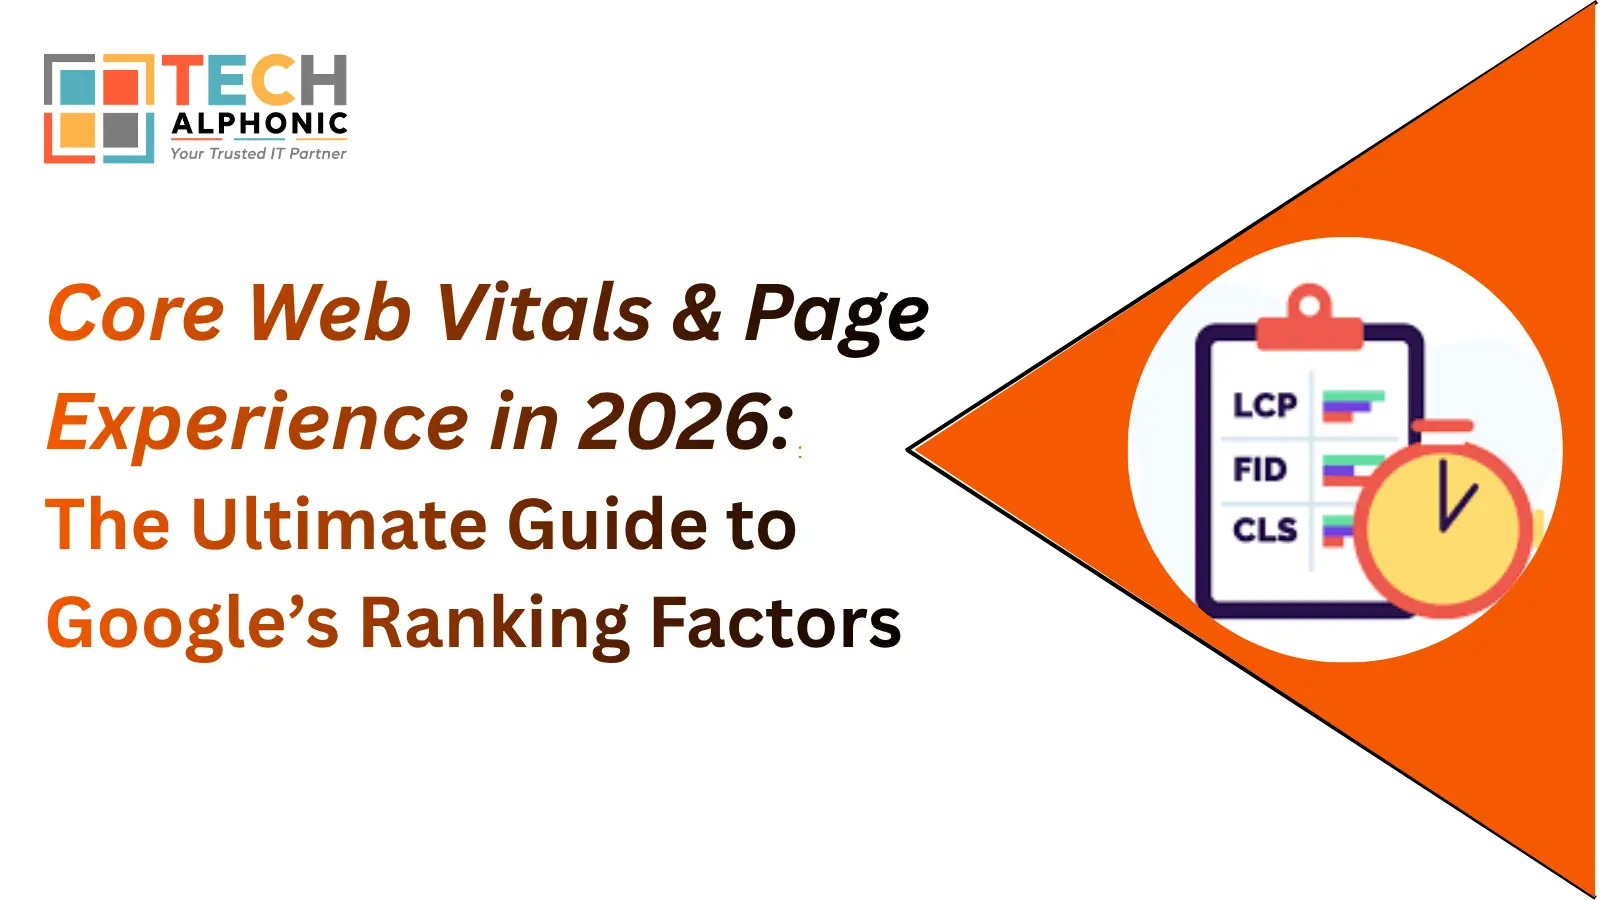 TECH
ALPHONIC
Your Trusted IT Partner
Core Web Vitals & Page
Experience in 2026:
:
The Ultimate Guide to
Google’s Ranking Factors
LCP
FID
CLS